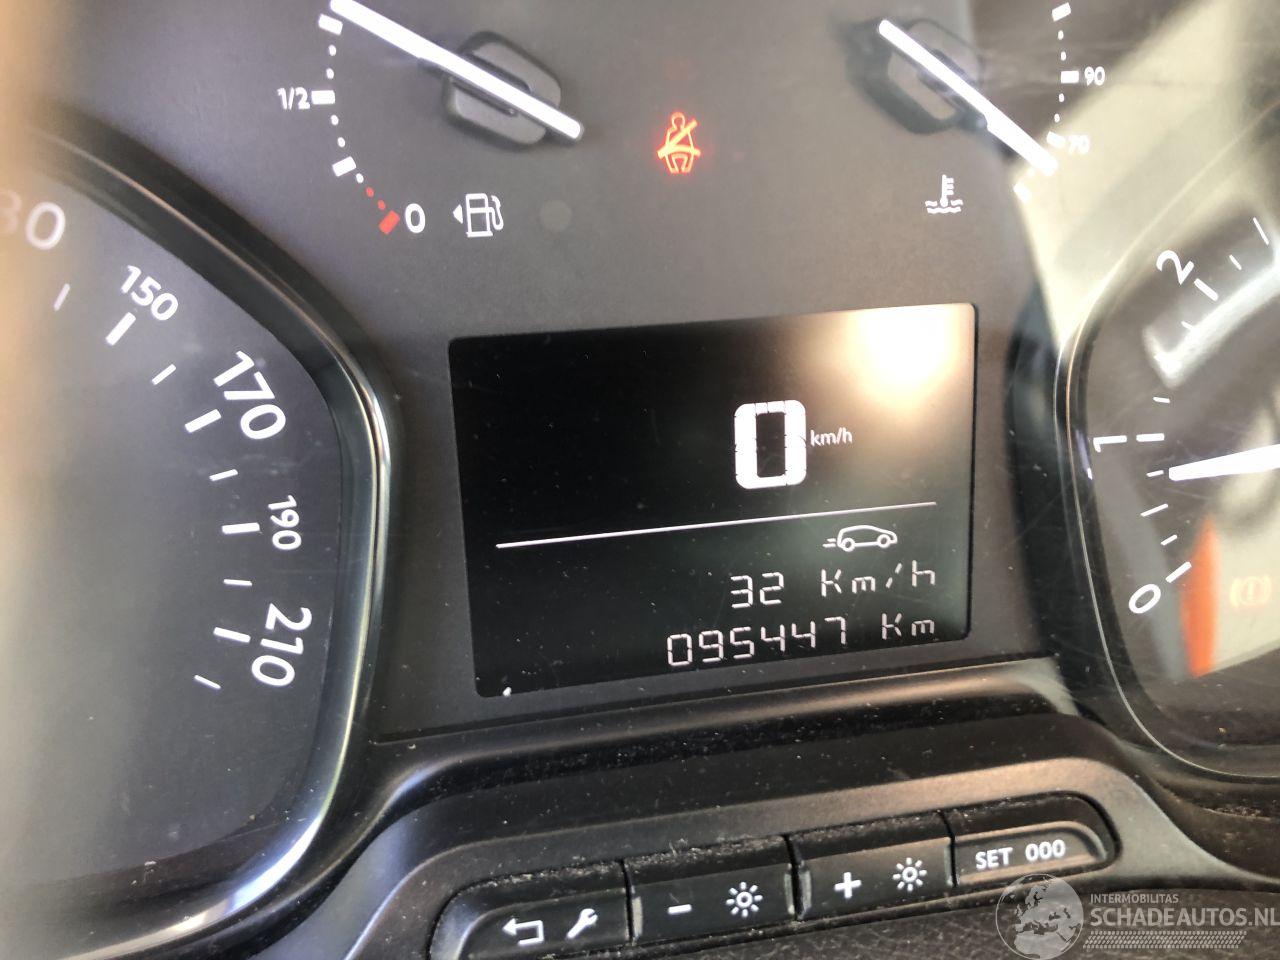 1/2
0
90
70
30
150
170
190
210
2
1
0
0 km/h
32 Km/h
095447 Km
- +
SET 000
INTERMOBILITAS
SCHADEAUTOS.NL